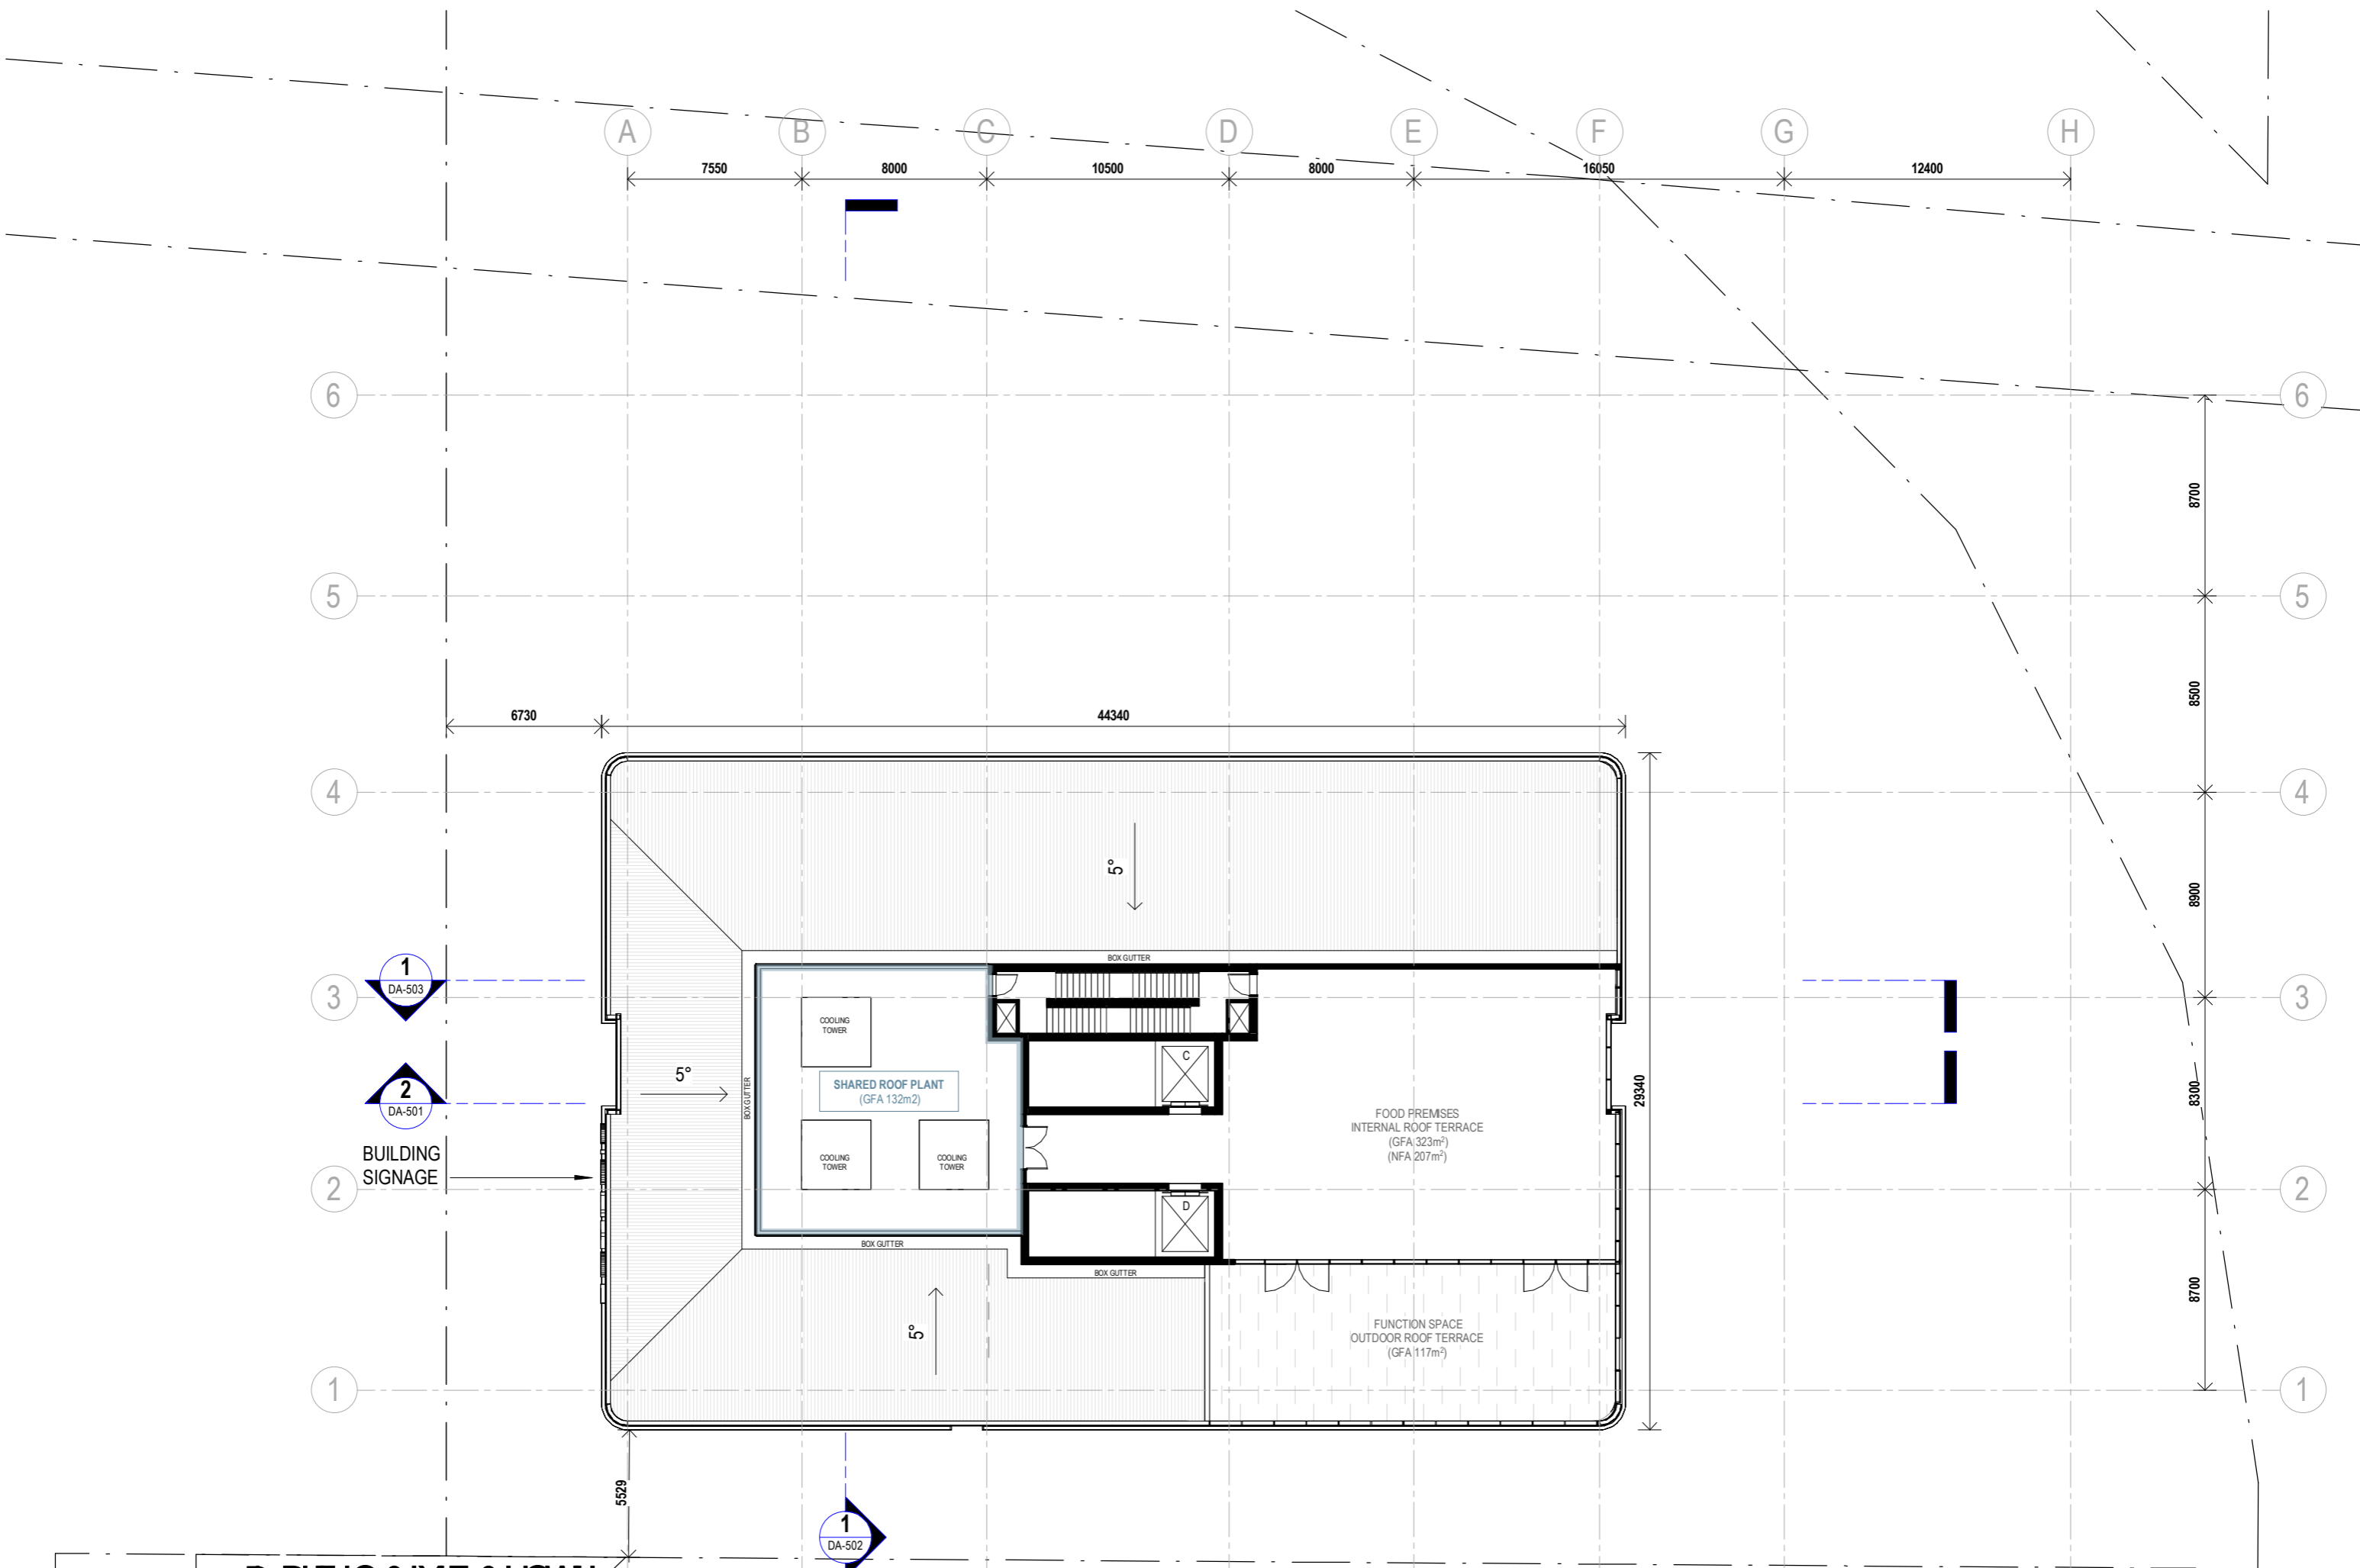 A B C D E F G H
7550 8000 10500 8000 16050 12400
6 6
8700
5 5
8500
6730 44340
4 4
5°
8900
BOX GUTTER
1
DA-503
3 3
COOLING
TOWER
C
5°
SHARED ROOF PLANT
(GFA 132m2)
BOX GUTTER
29340
8300
2
DA-501
FOOD PREMISES
INTERNAL ROOF TERRACE
(GFA 323m²)
(NFA 207m²)
BUILDING
SIGNAGE
COOLING
TOWER
COOLING
TOWER
2 2
D
BOX GUTTER
BOX GUTTER
8700
5°
FUNCTION SPACE
OUTDOOR ROOF TERRACE
(GFA 117m²)
1 1
5529
1
DA-502